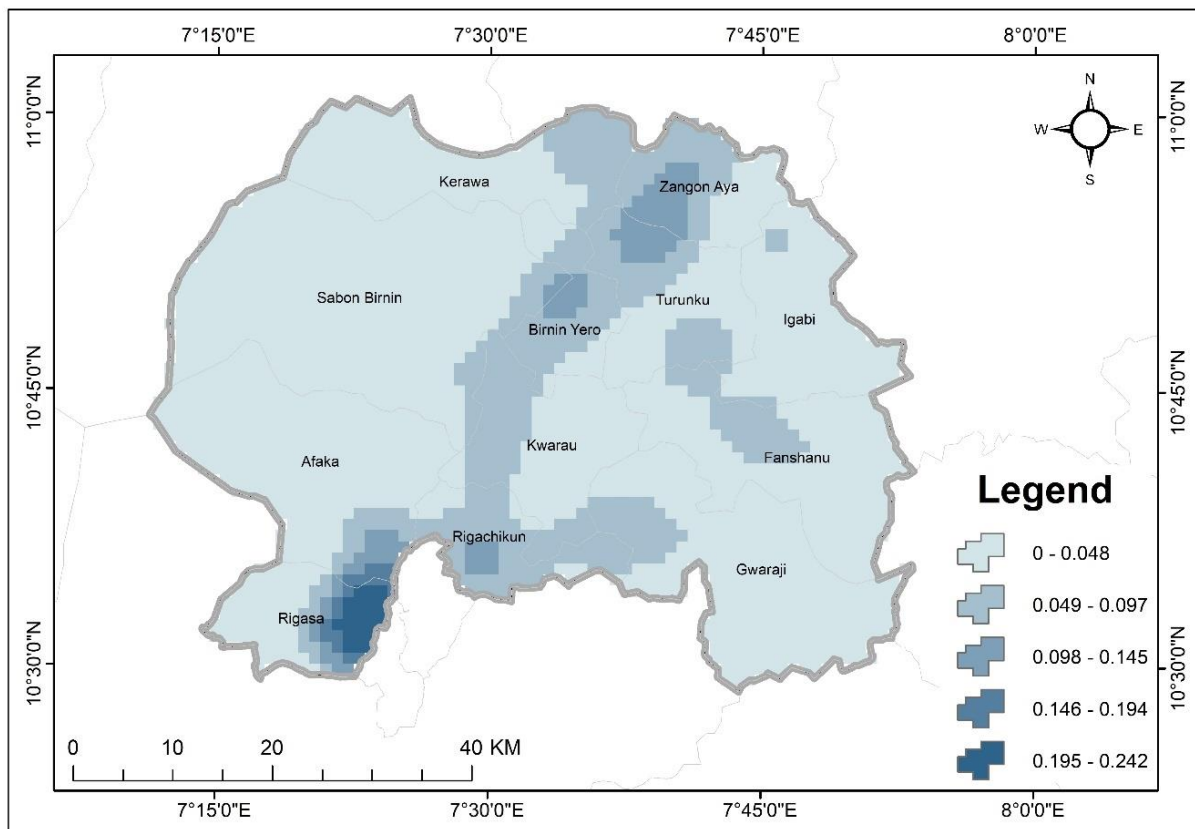 7°15'0"E 7°30'0"E 7°45'0"E 8°0'0"E
11°0'0"N
11°0'0"N
N
W E
S
Kerawa
Zangon Aya
Sabon Birnin
Turunku
Igabi
Birnin Yero
10°45'0"N
10°45'0"N
Kwarau
Afaka
Fanshanu
Legend
0 - 0.048
0.049 - 0.097
0.098 - 0.145
0.146 - 0.194
0.195 - 0.242
Rigachikun
Gwaraji
Rigasa
10°30'0"N
10°30'0"N
0 10 20 40 KM
7°15'0"E 7°30'0"E 7°45'0"E 8°0'0"E